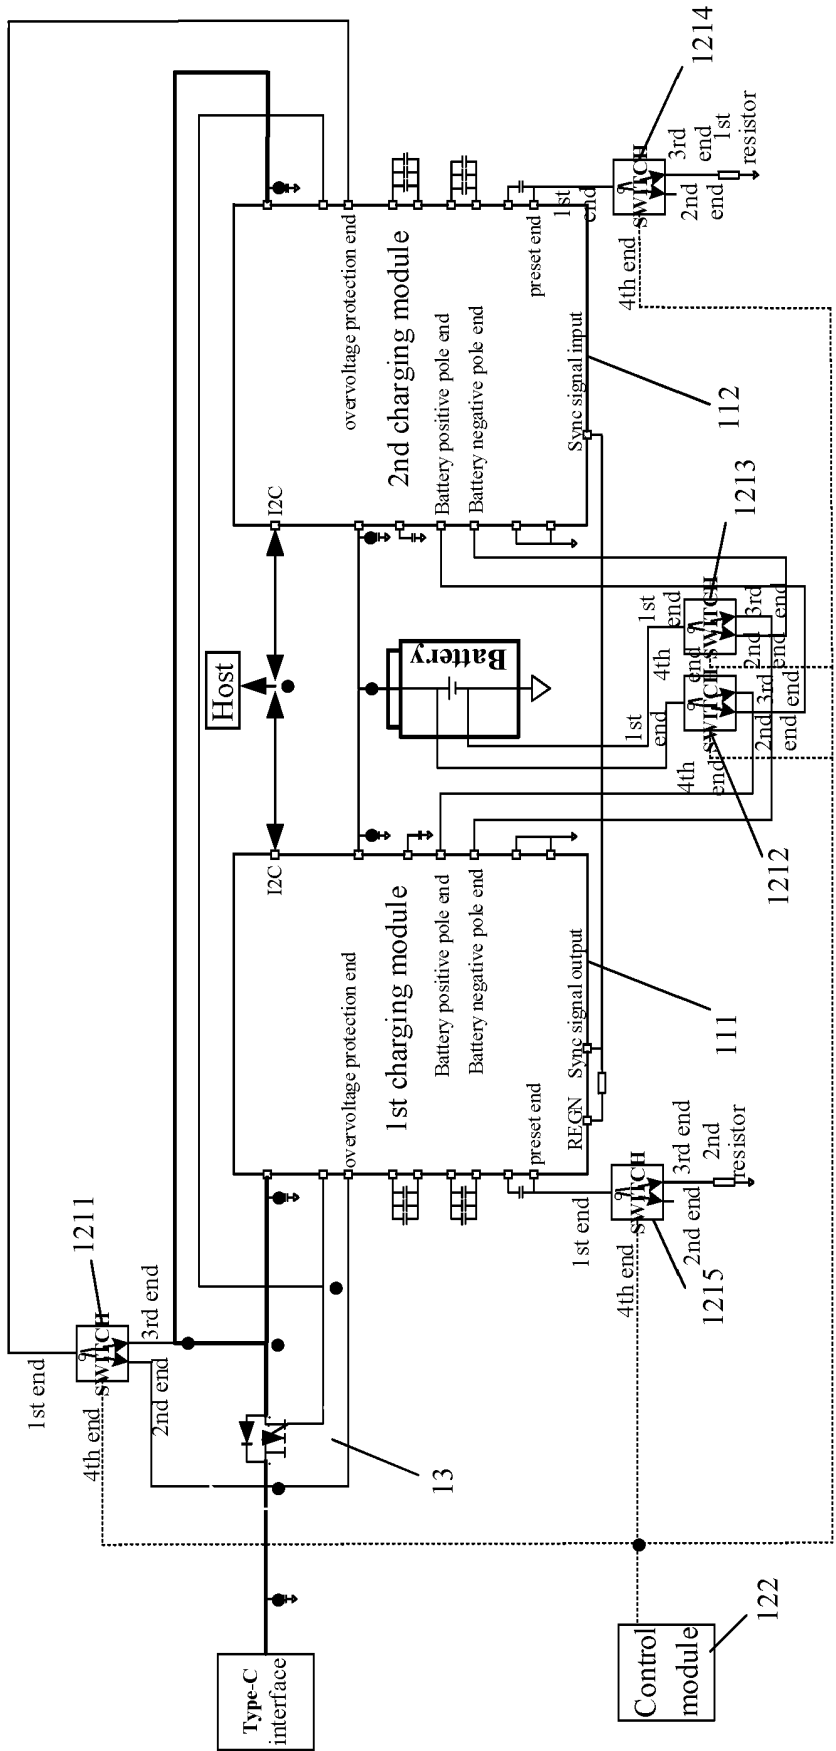 Type-C
interface
Control
module
122
13
1st end
4th end
SWITCH
2nd end
3rd end
1211
1st charging module
overvoltage protection end
I2C
Battery positive pole end
Battery negative pole end
preset end
REGN
Sync signal output
111
1st end
4th end
SWITCH
2nd end
3rd end
2nd
resistor
1215
Host
Battery
1st
end
4th
end
SWITCH
2nd
end
3rd
end
1212
1st
end
4th
end
SWITCH
2nd
end
3rd
end
1213
2nd charging module
overvoltage protection end
I2C
Battery positive pole end
Battery negative pole end
preset end
Sync signal input
112
1st
end
4th end
SWITCH
2nd
end
3rd
end
1st
resistor
1214